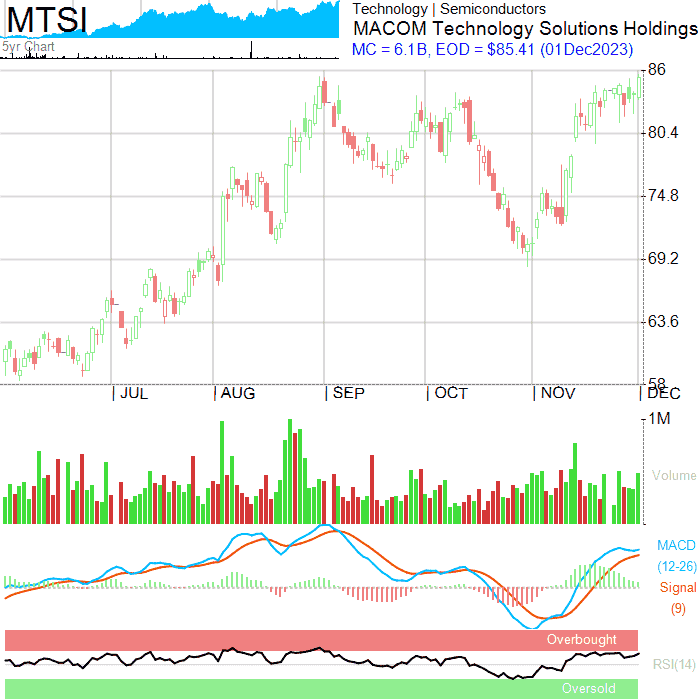 MTSI
5yr Chart
Technology | Semiconductors
MACOM Technology Solutions Holdings
MC = 6.1B, EOD = $85.41 (01Dec2023)
86
80.4
74.8
69.2
63.6
58
| JUL | AUG | SEP | OCT | NOV | DEC
1M
Volume
MACD
(12-26)
Signal
(9)
Overbought
RSI(14)
Oversold